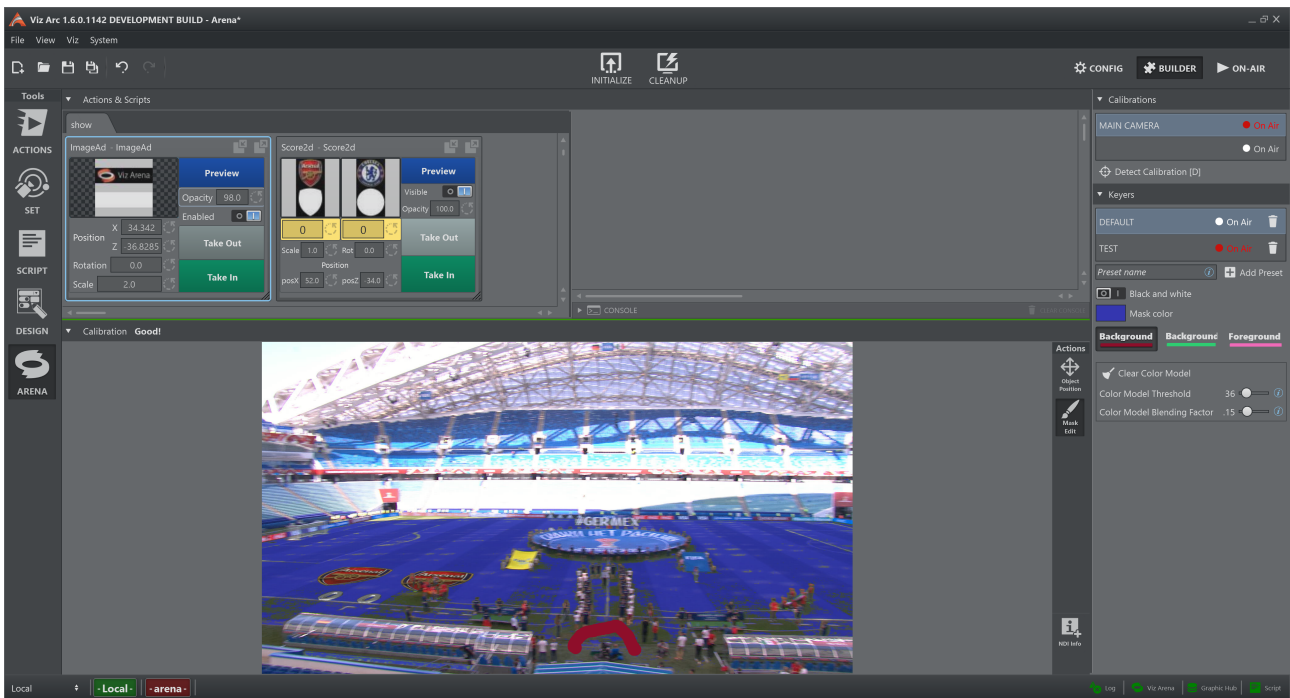 Viz Arc 1.6.0.1142 DEVELOPMENT BUILD - Arena*
File View Viz System
INITIALIZE CLEANUP
CONFIG BUILDER ON-AIR
Tools
ACTIONS
SET
SCRIPT
DESIGN
ARENA
Actions & Scripts
show
ImageAd - ImageAd
Viz Arena
Preview
Opacity 98.0
Enabled
Position X 34.342
Z -36.8285
Take Out
Rotation 0.0
Scale 2.0
Take In
Score2d - Score2d
Arsenal
Preview
Visible
Opacity 100.0
0 0
Take Out
Scale 1.0 Rot 0.0
Position
posX 52.0 posZ -34.0
Take In
CONSOLE
CLEAR CONSOLE
Calibration Good!
#GERMEX
Arsenal
Arsenal
Actions
Object
Position
Mask
Edit
NDI Info
Calibrations
MAIN CAMERA On Air
On Air
Detect Calibration [D]
Keyers
DEFAULT On Air
TEST On Air
Preset name Add Preset
Black and white
Mask color
Background Background Foreground
Clear Color Model
Color Model Threshold 36
Color Model Blending Factor .15
Local
-Local- -arena-
Log Viz Arena Graphic Hub Script